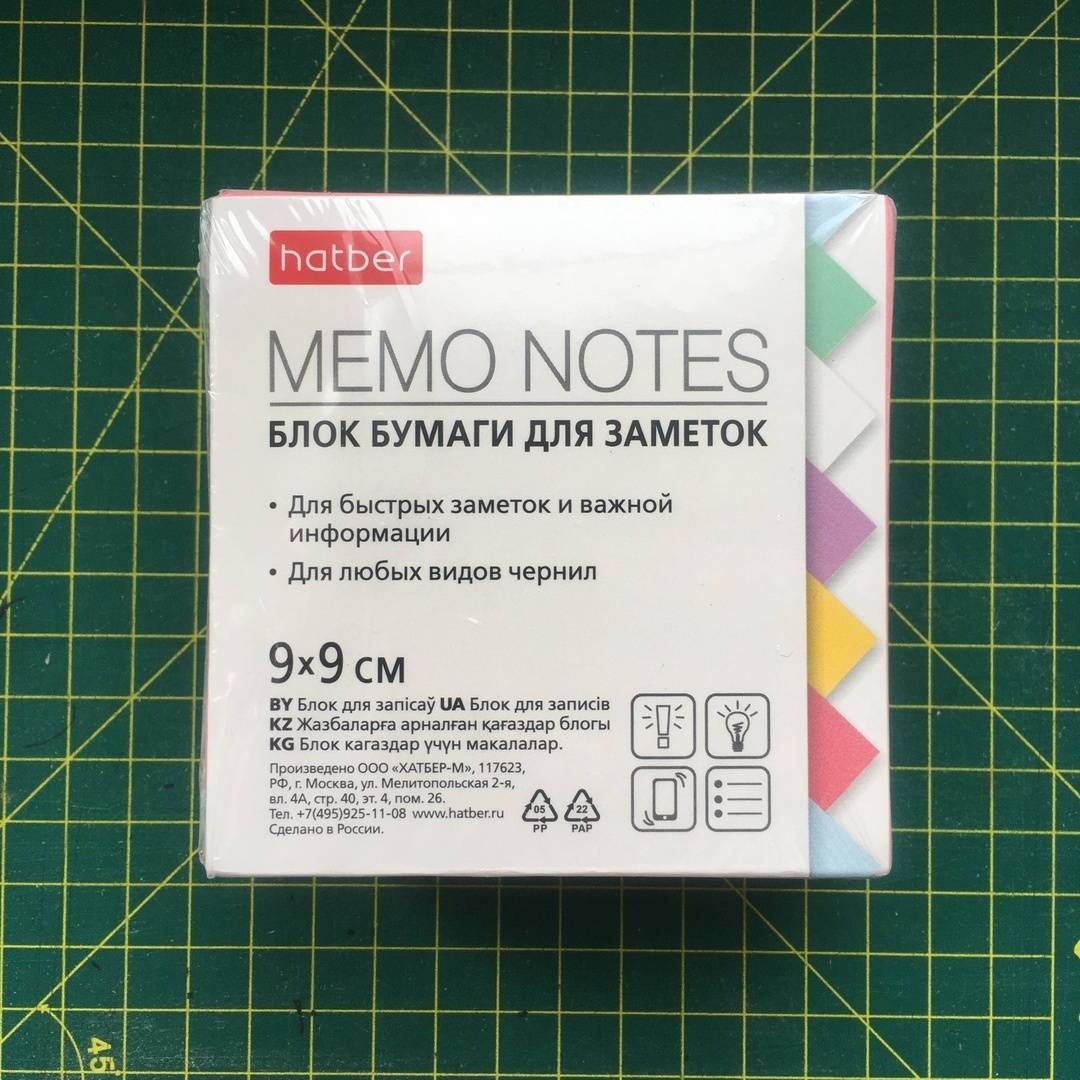 hatber
MEMO NOTES
БЛОК БУМАГИ ДЛЯ ЗАМЕТОК
• Для быстрых заметок и важной
информации
• Для любых видов чернил
9×9 см
BY Блок для запісаў UA Блок для записів
KZ Жазбаларға арналған қағаздар блогы
KG Блок кагаздар үчүн макалалар.
Произведено ООО «ХАТБЕР-М», 117623,
РФ, г. Москва, ул. Мелитопольская 2-я,
вл. 4А, стр. 40, эт. 4, пом. 26.
Тел. +7(495)925-11-08 www.hatber.ru
Сделано в России.
05
PP
22
PAP
45